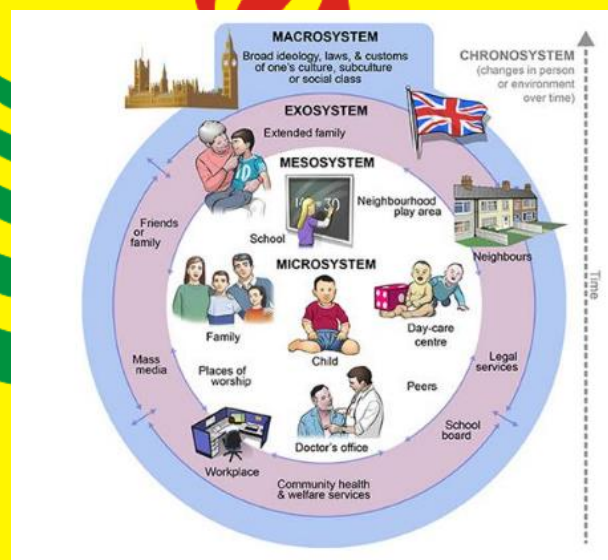 MACROSYSTEM
Broad ideology, laws, & customs
of one's culture, subculture
or social class
CHRONOSYSTEM
(changes in person
or environment
over time)
EXOSYSTEM
Extended family
MESOSYSTEM
Neighbourhood
play area
School
Friends
or family
Neighbours
MICROSYSTEM
Family
Child
Day-care
centre
Mass
media
Places of
worship
Peers
Legal
services
School
board
Doctor's office
Workplace
Community health
& welfare services
Time